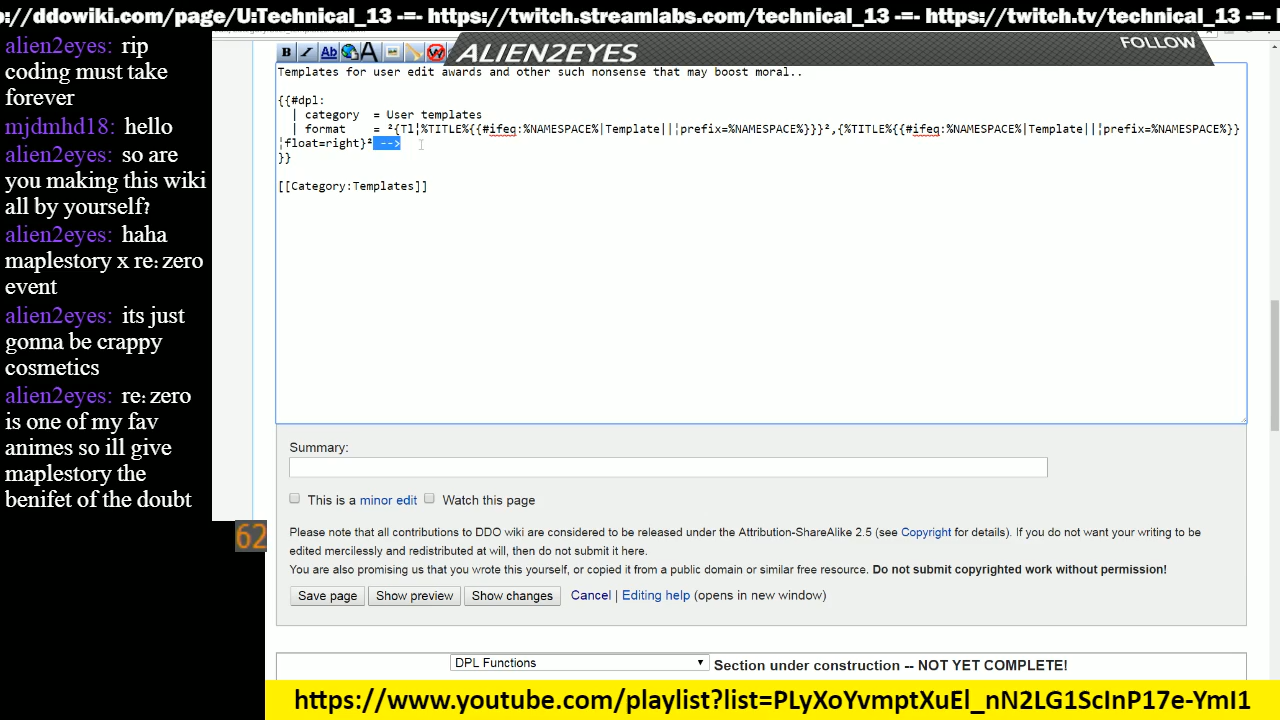 p://ddowiki.com/page/U:Technical_13 -=- https://twitch.streamlabs.com/technical_13 -=- https://twitch.tv/technical_13 -=- h
alien2eyes: rip
coding must take
forever
mjdmhd18: hello
alien2eyes: so are
you making this wiki
all by yourself?
alien2eyes: haha
maplestory x re:zero
event
alien2eyes: its just
gonna be crappy
cosmetics
alien2eyes: re:zero
is one of my fav
animes so ill give
maplestory the
benifet of the doubt
62
B I Ab A W
ALIEN2EYES
FOLLOW
Templates for user edit awards and other such nonsense that may boost moral..
{{#dpl:
| category = User templates
| format = ²{Tl¦%TITLE%{{#ifeq:%NAMESPACE%|Template||¦prefix=%NAMESPACE%}}}²,{%TITLE%{{#ifeq:%NAMESPACE%|Template||¦prefix=%NAMESPACE%}}
¦float=right}² -->
}}
[[Category:Templates]]
Summary:
This is a minor edit Watch this page
Please note that all contributions to DDO wiki are considered to be released under the Attribution-ShareAlike 2.5 (see Copyright for details). If you do not want your writing to be
edited mercilessly and redistributed at will, then do not submit it here.
You are also promising us that you wrote this yourself, or copied it from a public domain or similar free resource. Do not submit copyrighted work without permission!
Save page Show preview Show changes Cancel | Editing help (opens in new window)
DPL Functions Section under construction -- NOT YET COMPLETE!
https://www.youtube.com/playlist?list=PLyXoYvmptXuEl_nN2LG1ScInP17e-YmI1